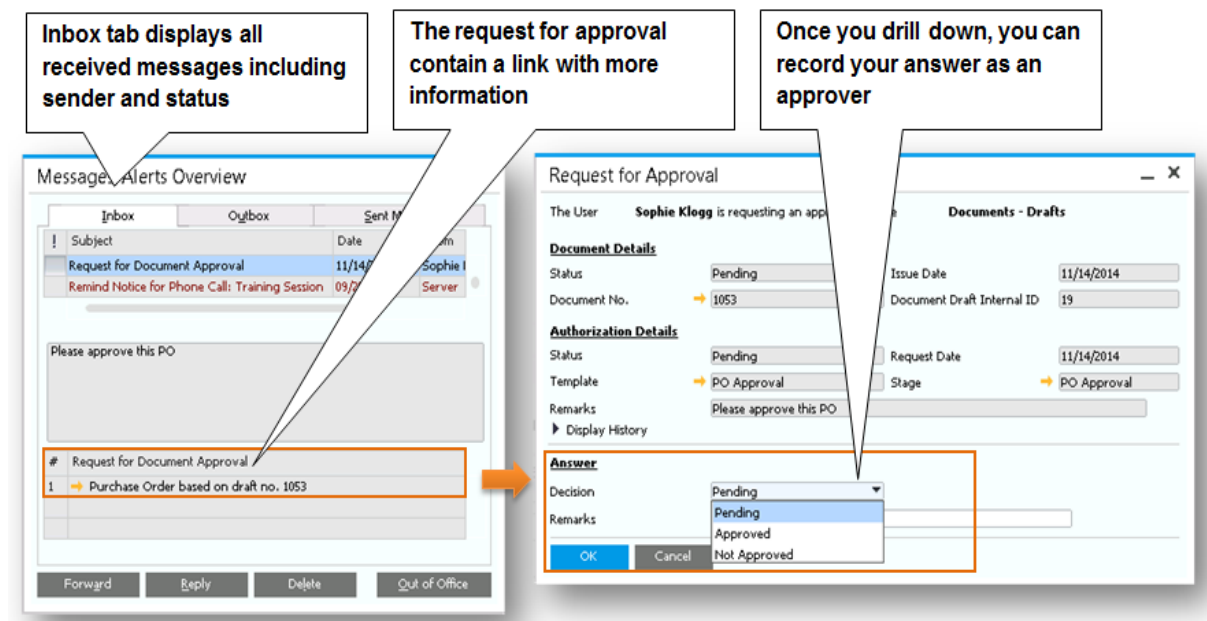 Inbox tab displays all
received messages including
sender and status
The request for approval
contain a link with more
information
Once you drill down, you can
record your answer as an
approver
Alerts Overview
Inbox Outbox Sent
! Subject Date
Request for Document Approval 11/14/ Sophie
Remind Notice for Phone Call: Training Session 09/2 Server
Please approve this PO
# Request for Document Approval
1 Purchase Order based on draft no. 1053
Forward Reply Delete Out of Office
Request for Approval
The User Sophie Klogg is requesting an Documents - Drafts
Document Details
Status Pending Issue Date 11/14/2014
Document No. 1053 Document Draft Internal ID 19
Authorization Details
Status Pending Request Date 11/14/2014
Template PO Approval Stage PO Approval
Remarks Please approve this PO
Display History
Answer
Decision Pending
Pending
Remarks
Approved
Not Approved
OK Cancel